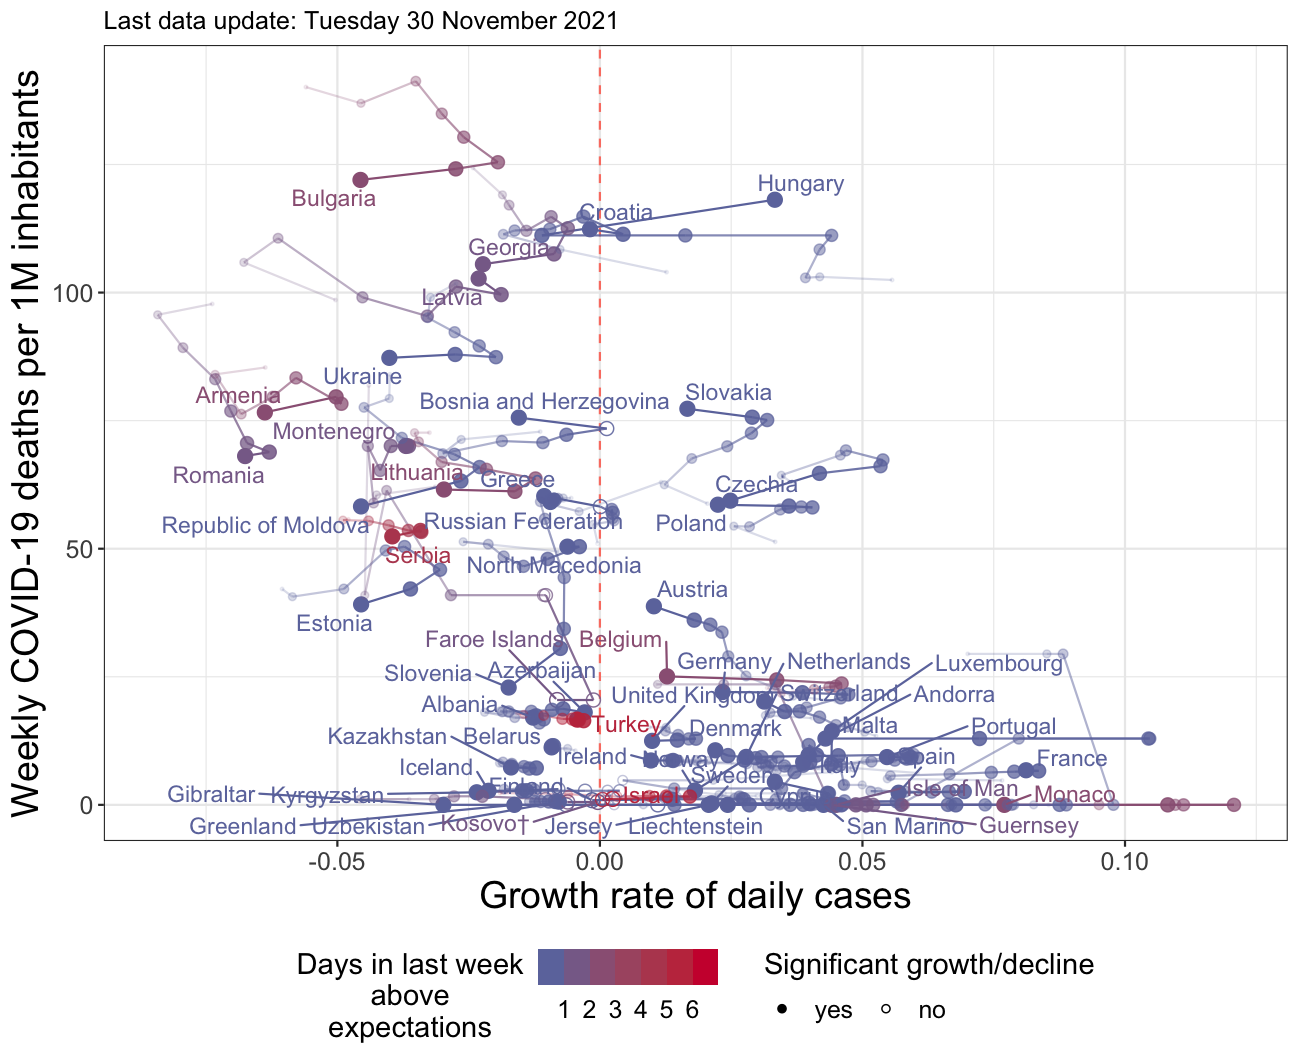 Last data update: Tuesday 30 November 2021
Weekly COVID-19 deaths per 1M inhabitants
100
50
0
Hungary
Bulgaria
Croatia
Georgia
Latvia
Ukraine
Armenia
Bosnia and Herzegovina
Slovakia
Montenegro
Romania
Lithuania
Greece
Czechia
Republic of Moldova
Russian Federation
Poland
Serbia
North Macedonia
Austria
Estonia
Faroe Islands
Belgium
Slovenia
Azerbaijan
Germany
Netherlands
Luxembourg
Albania
United Kingdom
Switzerland
Andorra
Turkey
Denmark
Malta
Portugal
Kazakhstan
Belarus
Ireland
France
Iceland
Sweden
Italy
Gibraltar
Kyrgyzstan
Finland
Israel
Isle of Man
Monaco
Greenland
Uzbekistan
Kosovo†
Jersey
Liechtenstein
San Marino
Guernsey
-0.05
0.00
0.05
0.10
Growth rate of daily cases
Days in last week
above
expectations
1 2 3 4 5 6
Significant growth/decline
yes
no